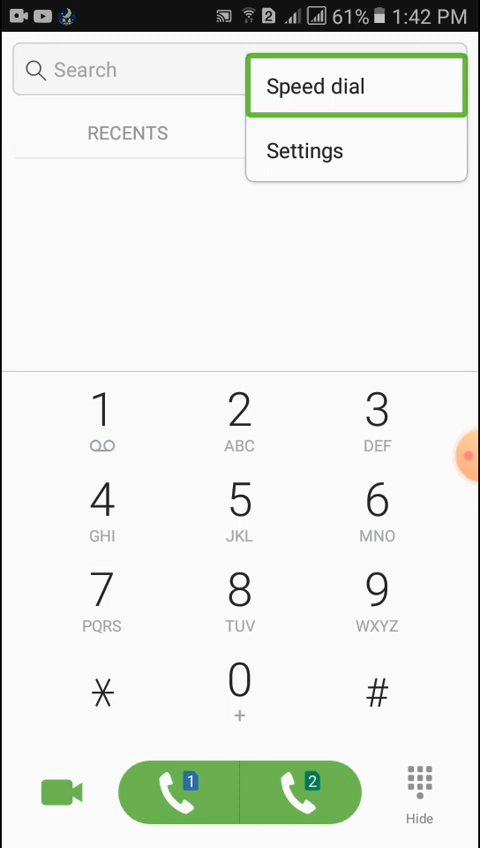 2 61% 1:42 PM
Search
Speed dial
RECENTS
Settings
1 2 3
ABC DEF
4 5 6
GHI JKL MNO
7 8 9
PQRS TUV WXYZ
* 0 #
+
1 2
Hide